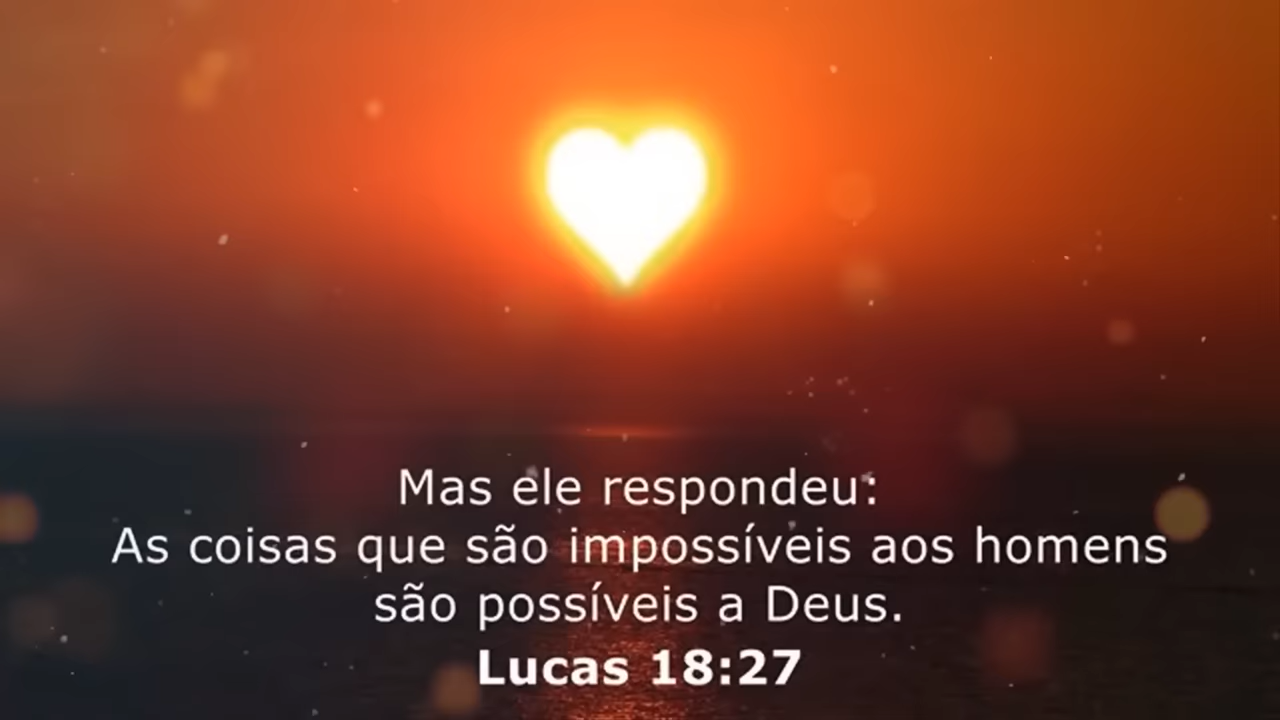 Mas ele respondeu:
As coisas que são impossíveis aos homens
são possíveis a Deus.
Lucas 18:27